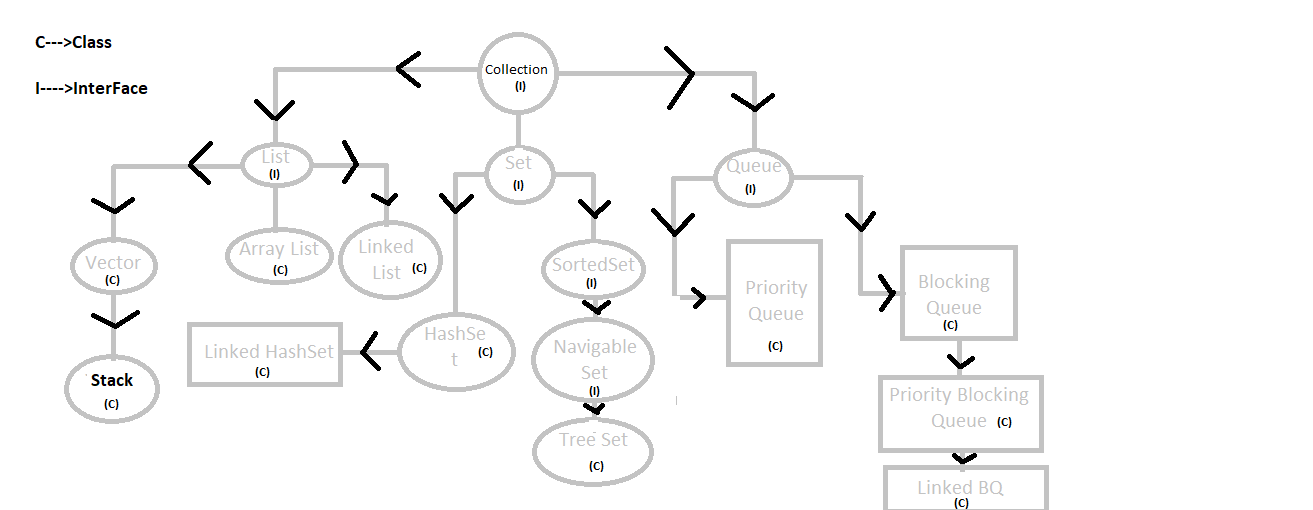 C--->Class
I---->InterFace
Collection
(I)
List
(I)
Set
(I)
Queue
(I)
Vector
(C)
Array List
(C)
Linked
List (C)
SortedSet
(I)
Priority
Queue
(C)
Blocking
Queue
(C)
Linked HashSet
(C)
HashSe
t (C)
Navigable
Set
(I)
Stack
(C)
Tree Set
(C)
Priority Blocking
Queue (C)
Linked BQ
(C)